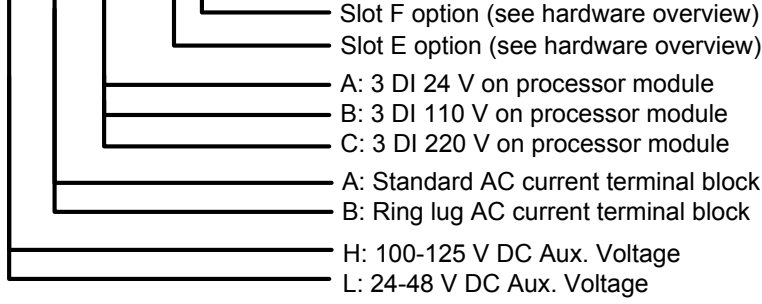 Slot F option (see hardware overview)
Slot E option (see hardware overview)
A: 3 DI 24 V on processor module
B: 3 DI 110 V on processor module
C: 3 DI 220 V on processor module
A: Standard AC current terminal block
B: Ring lug AC current terminal block
H: 100-125 V DC Aux. Voltage
L: 24-48 V DC Aux. Voltage